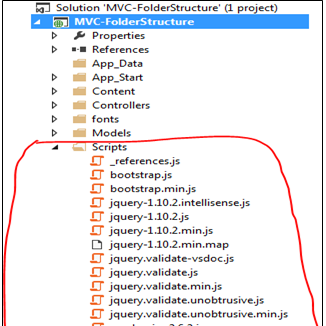 Solution 'MVC-FolderStructure' (1 project)
MVC-FolderStructure
Properties
References
App_Data
App_Start
Content
Controllers
fonts
Models
Scripts
_references.js
bootstrap.js
bootstrap.min.js
jquery-1.10.2.intellisense.js
jquery-1.10.2.js
jquery-1.10.2.min.js
jquery-1.10.2.min.map
jquery.validate-vsdoc.js
jquery.validate.js
jquery.validate.min.js
jquery.validate.unobtrusive.js
jquery.validate.unobtrusive.min.js